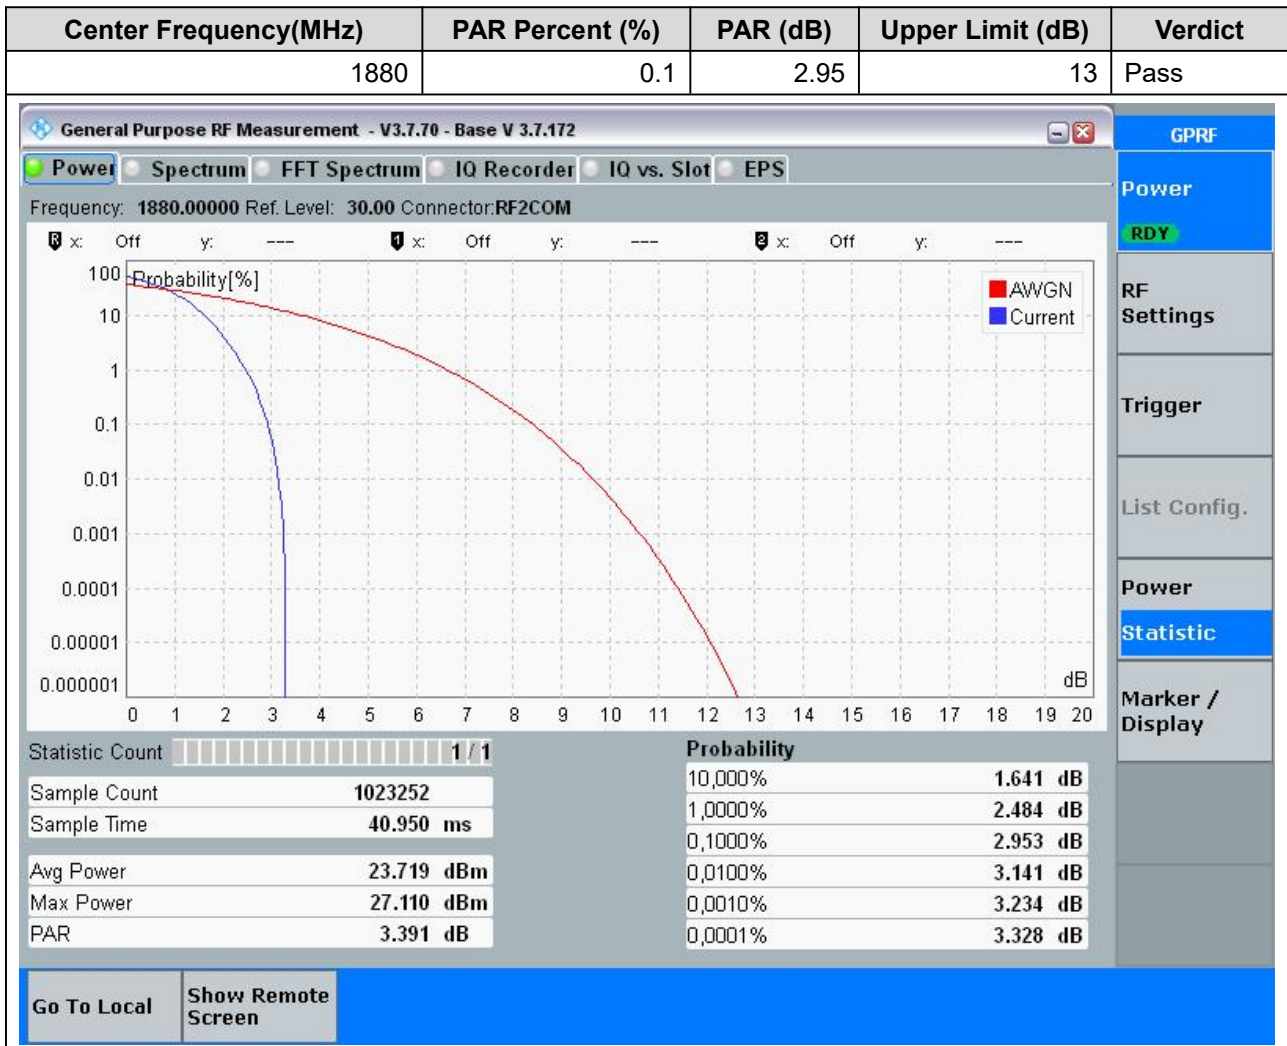 Center Frequency(MHz) PAR Percent (%) PAR (dB) Upper Limit (dB) Verdict
1880 0.1 2.95 13 Pass
General Purpose RF Measurement - V3.7.70 - Base V 3.7.172
GPRF
Power Spectrum FFT Spectrum IQ Recorder IQ vs. Slot EPS
Power
RDY
Frequency: 1880.00000 Ref. Level: 30.00 Connector:RF2COM
R x: Off y: --- 1 x: Off y: --- 2 x: Off y: ---
Probability[%]
AWGN
Current
100
10
1
0.1
0.01
0.001
0.0001
0.00001
0.000001
dB
0 1 2 3 4 5 6 7 8 9 10 11 12 13 14 15 16 17 18 19 20
RF
Settings
Trigger
List Config.
Power
Statistic
Marker /
Display
Statistic Count 1 / 1
Sample Count 1023252
Sample Time 40.950 ms
Avg Power 23.719 dBm
Max Power 27.110 dBm
PAR 3.391 dB
Probability
10,000% 1.641 dB
1,0000% 2.484 dB
0,1000% 2.953 dB
0,0100% 3.141 dB
0,0010% 3.234 dB
0,0001% 3.328 dB
Go To Local
Show Remote
Screen